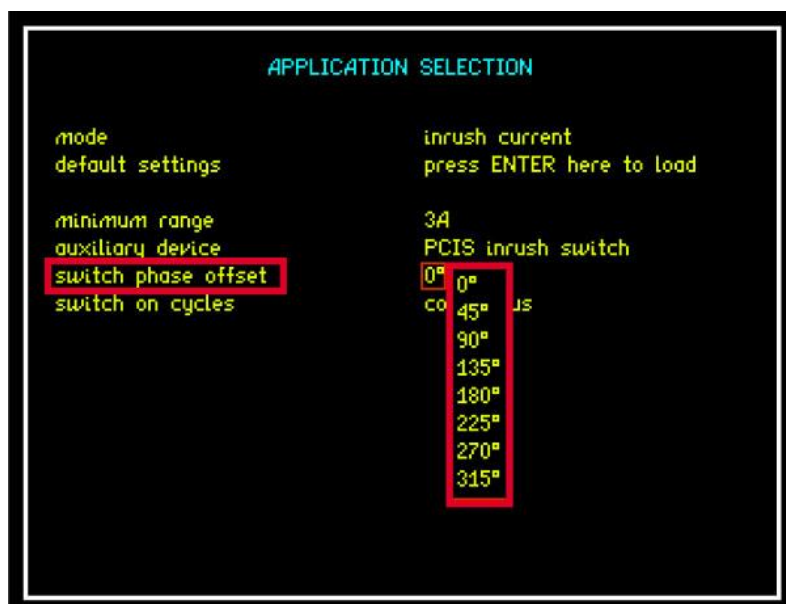 APPLICATION SELECTION
mode inrush current
default settings press ENTER here to load
minimum range 3A
auxiliary device PCIS inrush switch
switch phase offset 0° 0°
switch on cycles
45°
90°
135°
180°
225°
270°
315°